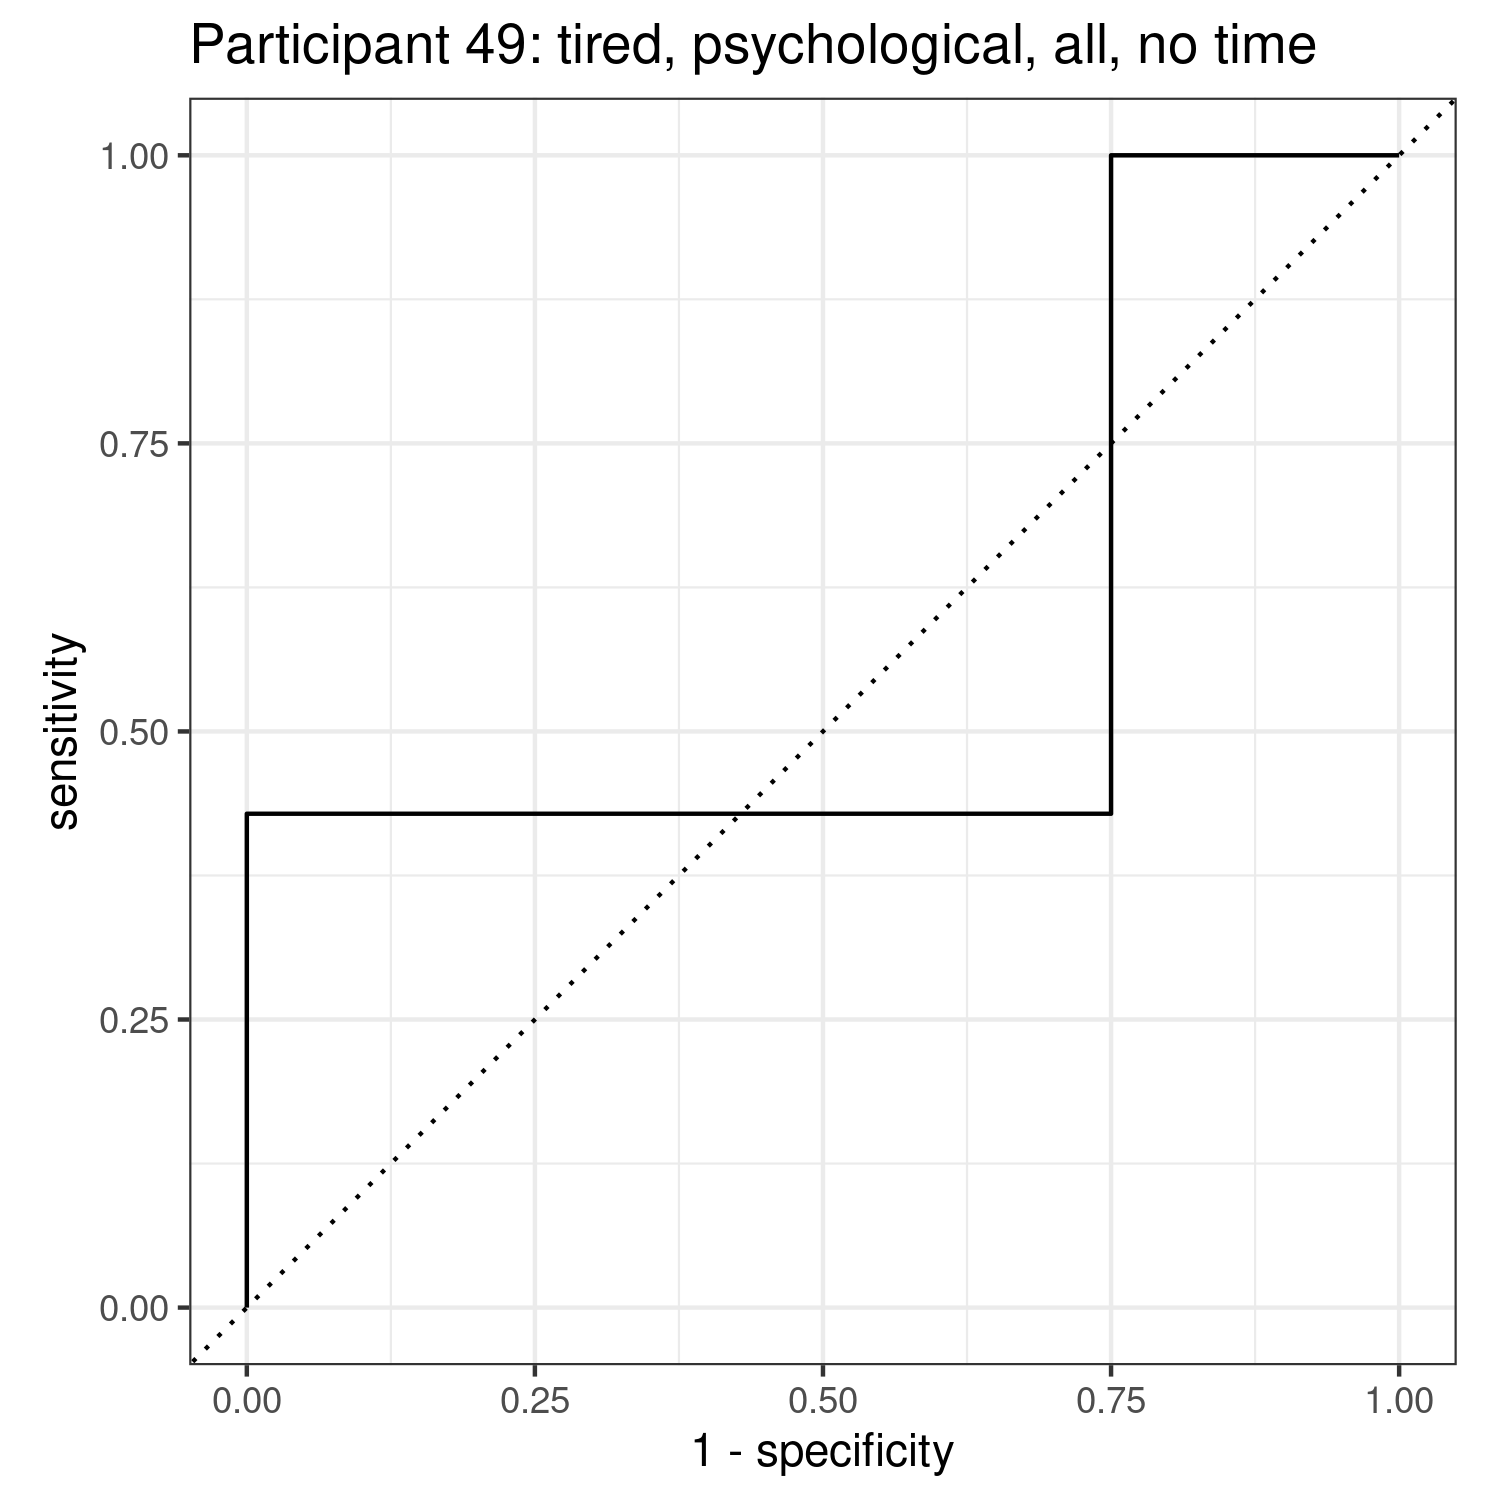 Participant 49: tired, psychological, all, no time
1.00
0.75
0.50
0.25
0.00
sensitivity
0.00 0.25 0.50 0.75 1.00
1 - specificity